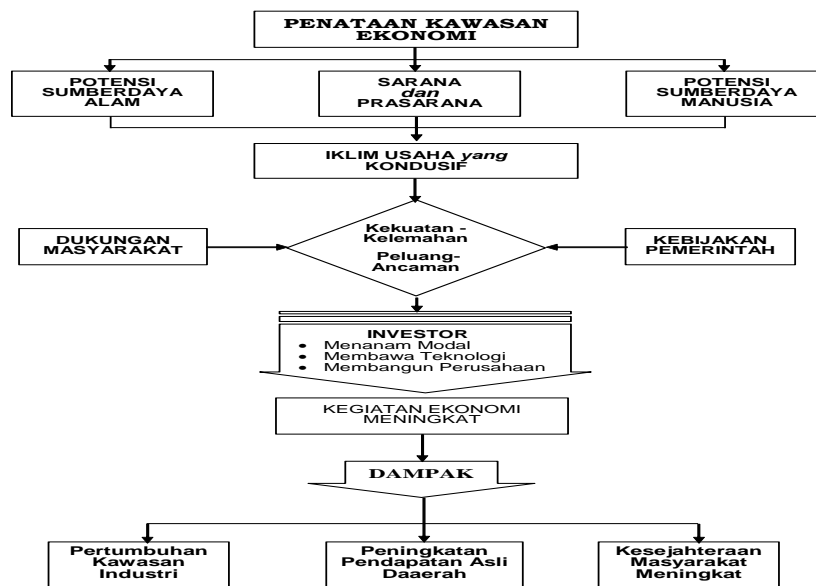 PENATAAN KAWASAN
EKONOMI
POTENSI
SUMBERDAYA
ALAM
SARANA
dan
PRASARANA
POTENSI
SUMBERDAYA
MANUSIA
IKLIM USAHA yang
KONDUSIF
DUKUNGAN
MASYARAKAT
Kekuatan -
Kelemahan
Peluang-
Ancaman
KEBIJAKAN
PEMERINTAH
INVESTOR
• Menanam Modal
• Membawa Teknologi
• Membangun Perusahaan
KEGIATAN EKONOMI
MENINGKAT
DAMPAK
Pertumbuhan
Kawasan
Industri
Peningkatan
Pendapatan Asli
Daaerah
Kesejahteraan
Masyarakat
Meningkat